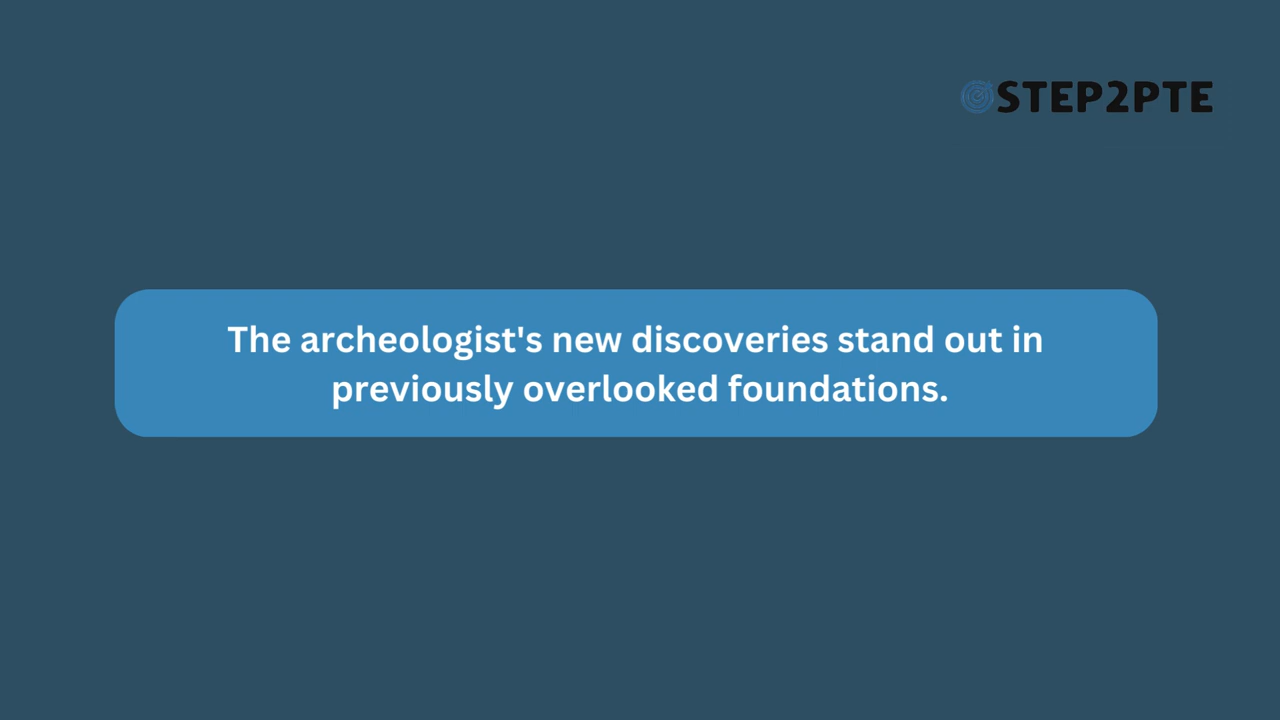 STEP2PTE
The archeologist's new discoveries stand out in
previously overlooked foundations.